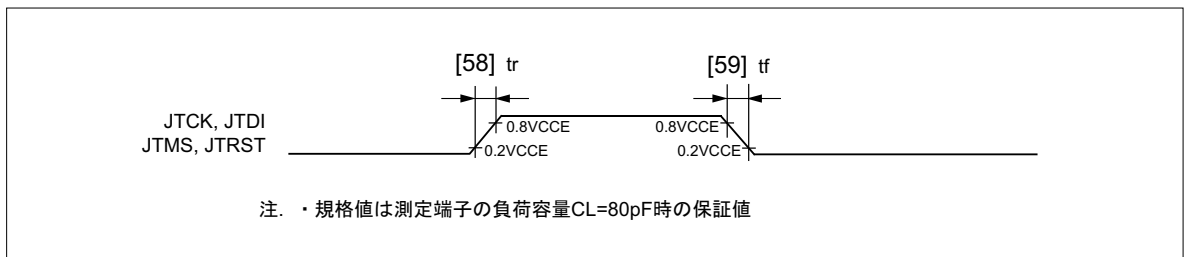 [58] tr
[59] tf
JTCK, JTDI
JTMS, JTRST
0.8VCCE
0.2VCCE
0.8VCCE
0.2VCCE
注. ・規格値は測定端子の負荷容量CL=80pF時の保証値